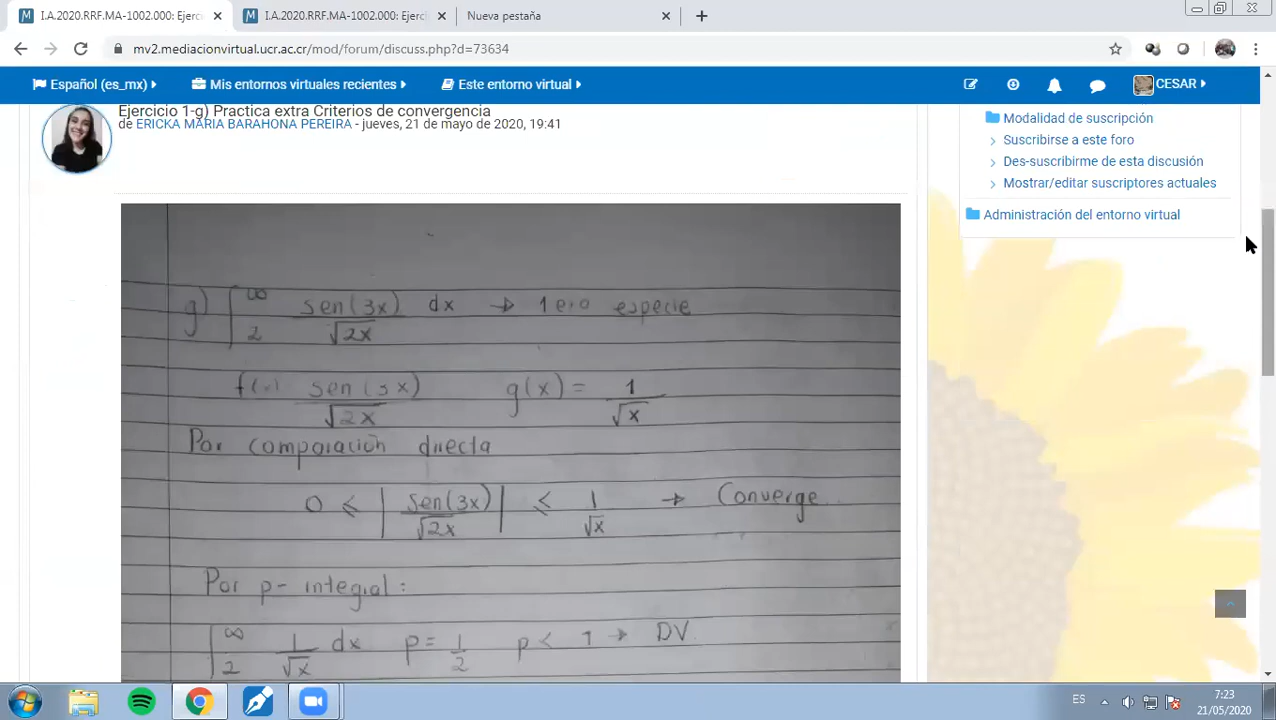 I.A.2020.RRF.MA-1002.000: Ejerc
I.A.2020.RRF.MA-1002.000: Ejerc
Nueva pestaña
mv2.mediacionvirtual.ucr.ac.cr/mod/forum/discuss.php?d=73634
Español (es_mx)
Mis entornos virtuales recientes
Este entorno virtual
CESAR
Ejercicio 1-g) Practica extra Criterios de convergencia
de ERICKA MARIA BARAHONA PEREIRA - jueves, 21 de mayo de 2020, 19:41
Modalidad de suscripción
Suscribirse a este foro
Des-suscribirme de esta discusión
Mostrar/editar suscriptores actuales
Administración del entorno virtual
g) ∫₂^∞ sen(3x)/√2x dx → 1era especie
f(x) sen(3x)/√2x g(x) = 1/√x
Por comparación directa
0 ≤ |sen(3x)/√2x| ≤ 1/√x → Converge
Por p- integral:
∫₂^∞ 1/√x dx p = 1/2 p < 1 → DV
ES
7:23
21/05/2020